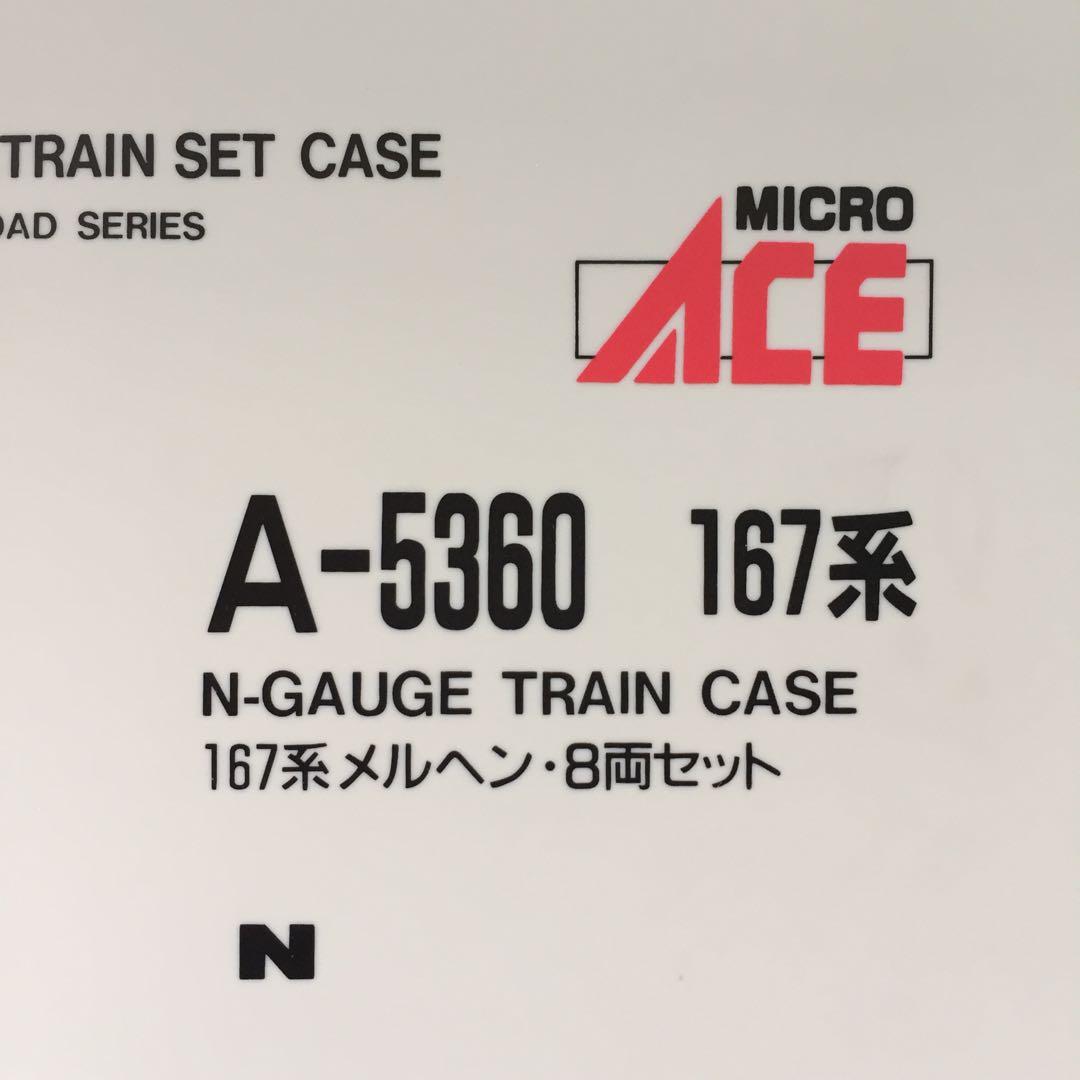 TRAIN SET CASE
SERIES
MICRO
ACE
A-5360 167系
N-GAUGE TRAIN CASE
167系メルヘン・8両セット
N